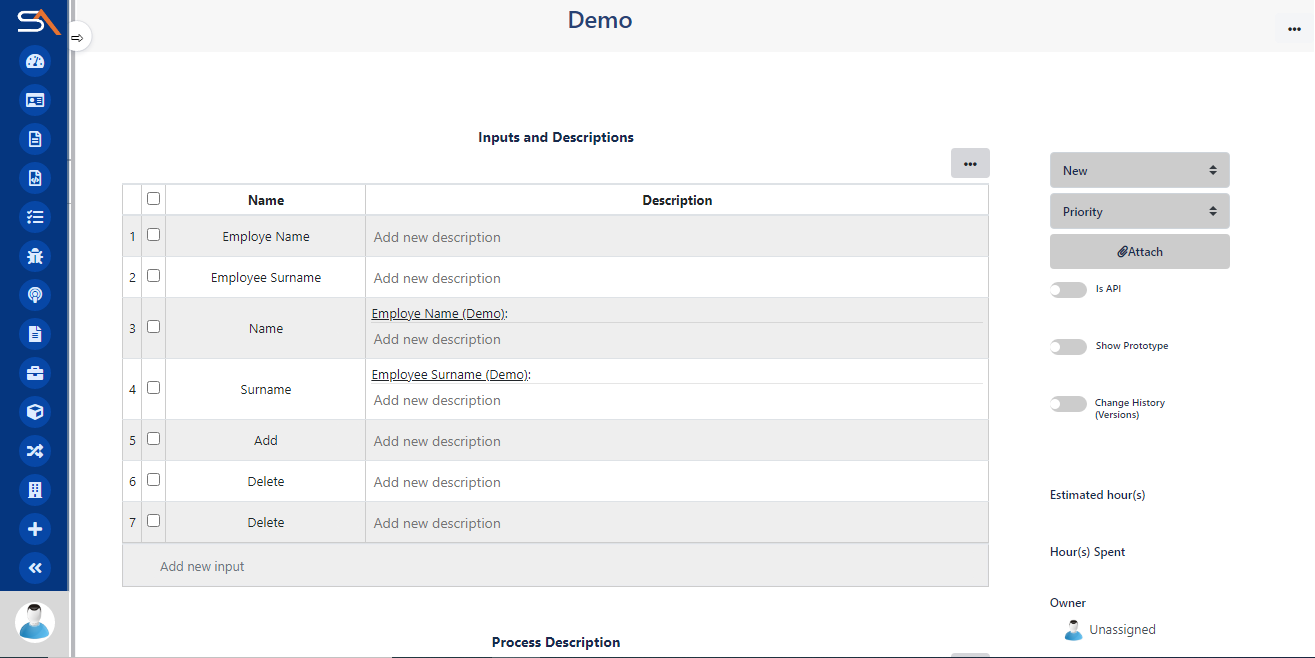 Demo
Inputs and Descriptions
Name Description
1 Employe Name Add new description
2 Employee Surname Add new description
3 Name Employe Name (Demo):
Add new description
4 Surname Employee Surname (Demo):
Add new description
5 Add Add new description
6 Delete Add new description
7 Delete Add new description
Add new input
Process Description
New
Priority
Attach
Is API
Show Prototype
Change History
(Versions)
Estimated hour(s)
Hour(s) Spent
Owner
Unassigned